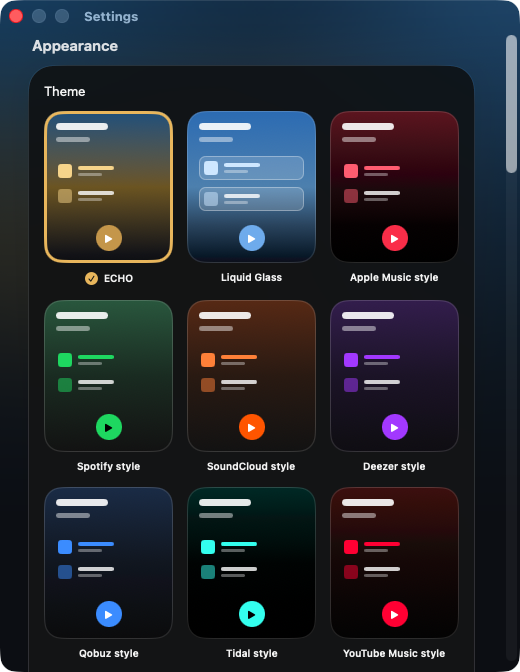 Settings
Appearance
Theme
ECHO
Liquid Glass
Apple Music style
Spotify style
SoundCloud style
Deezer style
Qobuz style
Tidal style
YouTube Music style